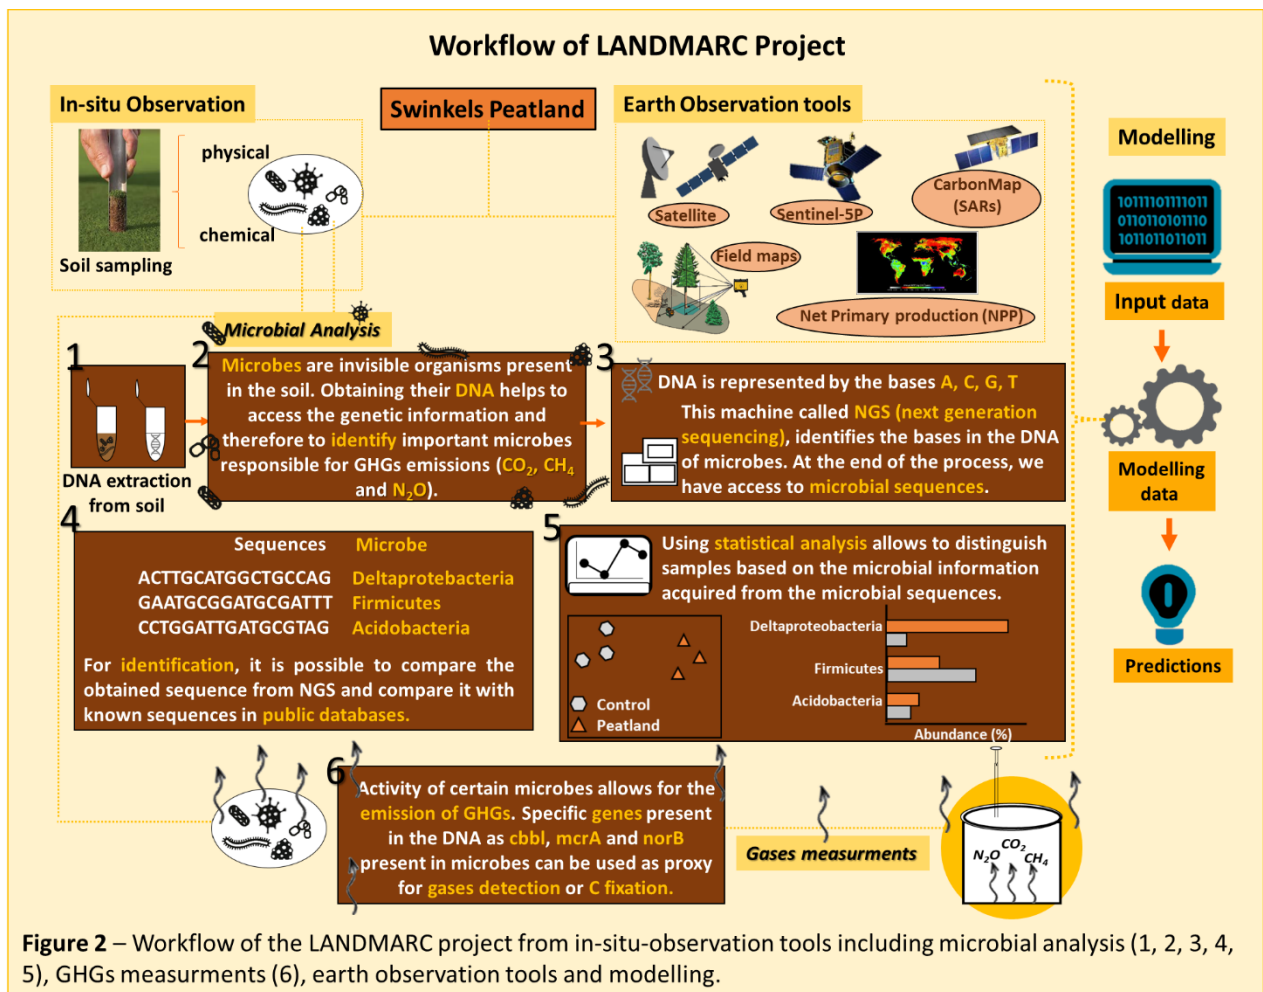 Workflow of LANDMARC Project
In-situ Observation
Swinkels Peatland
Earth Observation tools
Modelling
physical
chemical
Soil sampling
Satellite
Sentinel-5P
CarbonMap
(SARs)
Field maps
Net Primary production (NPP)
101111101111011
0110110101110
1011011011011
Input data
Modelling
data
Predictions
Microbial Analysis
1
DNA extraction
from soil
2
Microbes are invisible organisms present
in the soil. Obtaining their DNA helps to
access the genetic information and
therefore to identify important microbes
responsible for GHGs emissions (CO₂, CH₄
and N₂O).
3
DNA is represented by the bases A, C, G, T
This machine called NGS (next generation
sequencing), identifies the bases in the DNA
of microbes. At the end of the process, we
have access to microbial sequences.
4
Sequences Microbe
ACTTGCATGGCTGCCAG Deltaprotebacteria
GAATGCGGATGCGATTT Firmicutes
CCTGGATTGATGCGTAG Acidobacteria
For identification, it is possible to compare the
obtained sequence from NGS and compare it with
known sequences in public databases.
5
Using statistical analysis allows to distinguish
samples based on the microbial information
acquired from the microbial sequences.
Control
Peatland
Deltaproteobacteria
Firmicutes
Acidobacteria
Abundance (%)
6
Activity of certain microbes allows for the
emission of GHGs. Specific genes present
in the DNA as cbbl, mcrA and norB
present in microbes can be used as proxy
for gases detection or C fixation.
Gases measurments
N₂O CO₂ CH₄
Figure 2 – Workflow of the LANDMARC project from in-situ-observation tools including microbial analysis (1, 2, 3, 4,
5), GHGs measurments (6), earth observation tools and modelling.